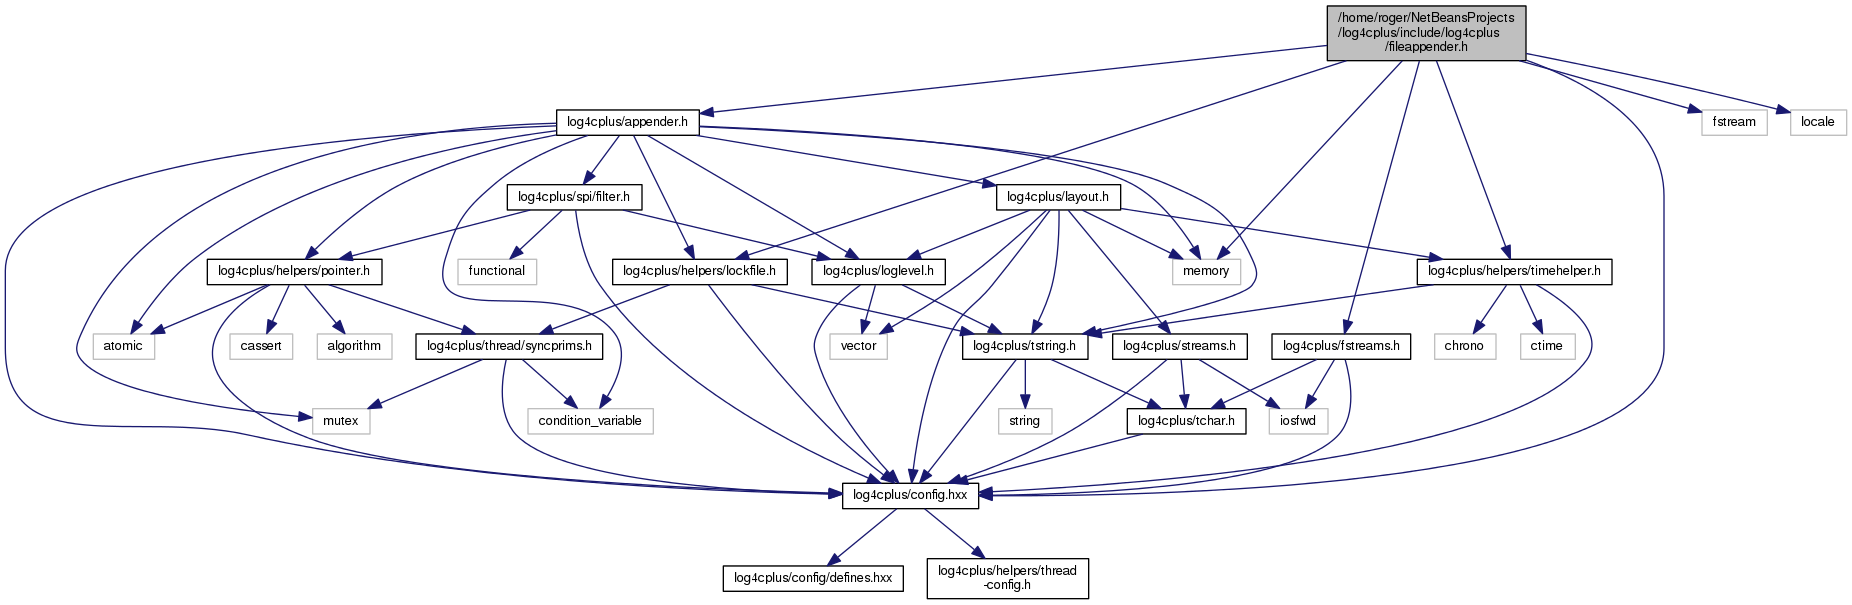 /home/roger/NetBeansProjects
/log4cplus/include/log4cplus
/fileappender.h
log4cplus/appender.h
fstream
locale
log4cplus/spi/filter.h
log4cplus/layout.h
log4cplus/helpers/pointer.h
functional
log4cplus/helpers/lockfile.h
log4cplus/loglevel.h
memory
log4cplus/helpers/timehelper.h
atomic
cassert
algorithm
log4cplus/thread/syncprims.h
vector
log4cplus/tstring.h
log4cplus/streams.h
log4cplus/fstreams.h
chrono
ctime
mutex
condition_variable
string
log4cplus/tchar.h
iosfwd
log4cplus/config.hxx
log4cplus/config/defines.hxx
log4cplus/helpers/thread
-config.h